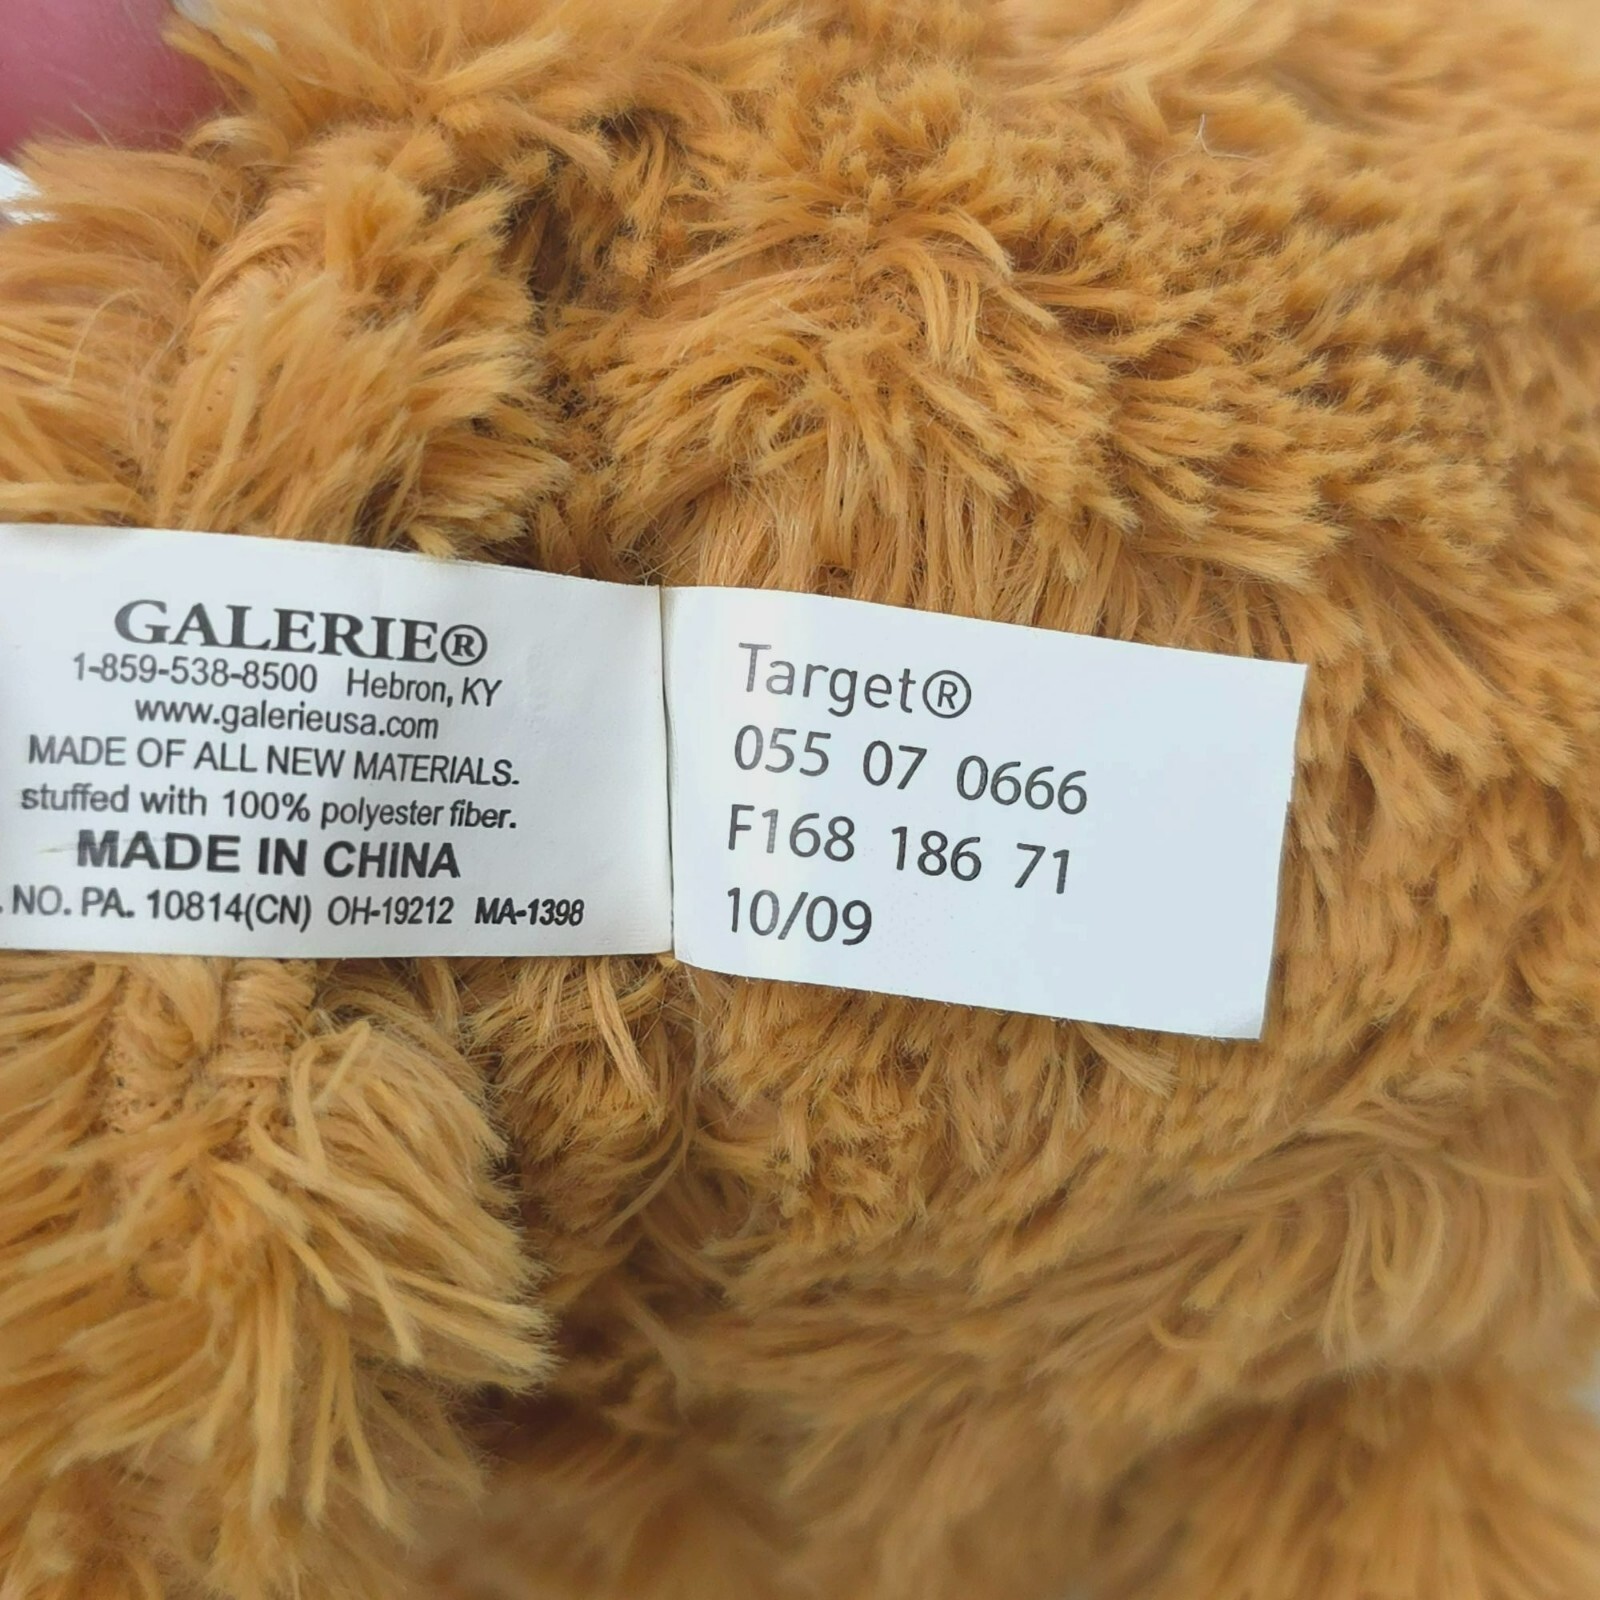 GALERIE®
1-859-538-8500 Hebron, KY
www.galerieusa.com
MADE OF ALL NEW MATERIALS.
stuffed with 100% polyester fiber.
MADE IN CHINA
. NO. PA. 10814(CN) OH-19212 MA-1398
Target®
055 07 0666
F168 186 71
10/09